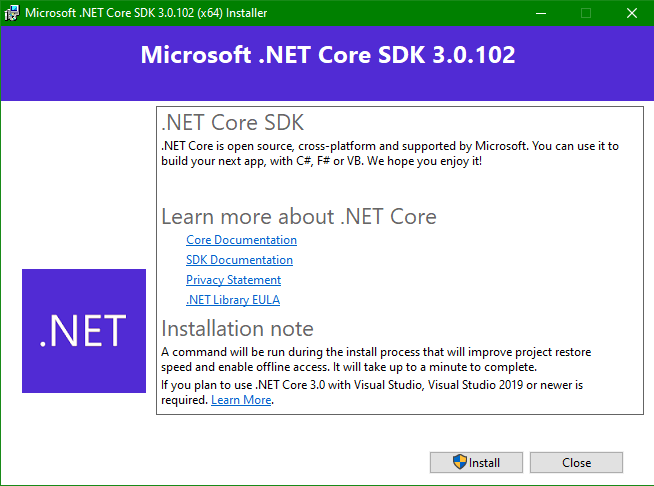 Microsoft .NET Core SDK 3.0.102 (x64) Installer
Microsoft .NET Core SDK 3.0.102
.NET Core SDK
.NET Core is open source, cross-platform and supported by Microsoft. You can use it to
build your next app, with C#, F# or VB. We hope you enjoy it!
Learn more about .NET Core
Core Documentation
SDK Documentation
Privacy Statement
.NET Library EULA
.NET
Installation note
A command will be run during the install process that will improve project restore
speed and enable offline access. It will take up to a minute to complete.
If you plan to use .NET Core 3.0 with Visual Studio, Visual Studio 2019 or newer is
required. Learn More.
Install
Close